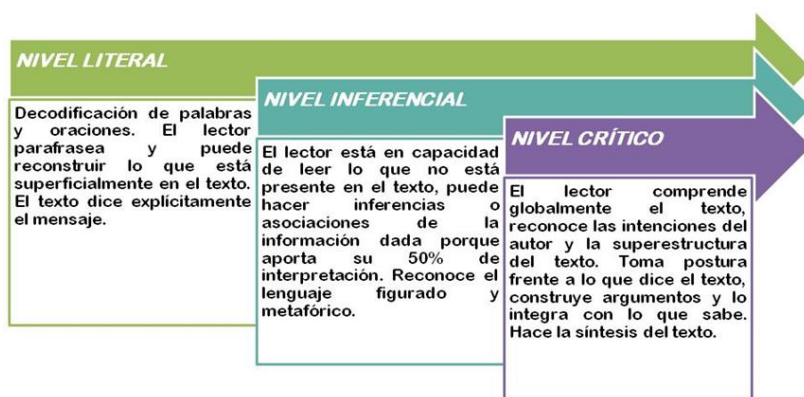 NIVEL LITERAL
Decodificación de palabras
y oraciones. El lector
parafrasea y puede
reconstruir lo que está
superficialmente en el texto.
El texto dice explícitamente
el mensaje.
NIVEL INFERENCIAL
El lector está en capacidad
de leer lo que no está
presente en el texto, puede
hacer inferencias o
asociaciones de la
información dada porque
aporta su 50% de
interpretación. Reconoce el
lenguaje figurado y
metafórico.
NIVEL CRÍTICO
El lector comprende
globalmente el texto,
reconoce las intenciones del
autor y la superestructura
del texto. Toma postura
frente a lo que dice el texto,
construye argumentos y lo
integra con lo que sabe.
Hace la síntesis del texto.